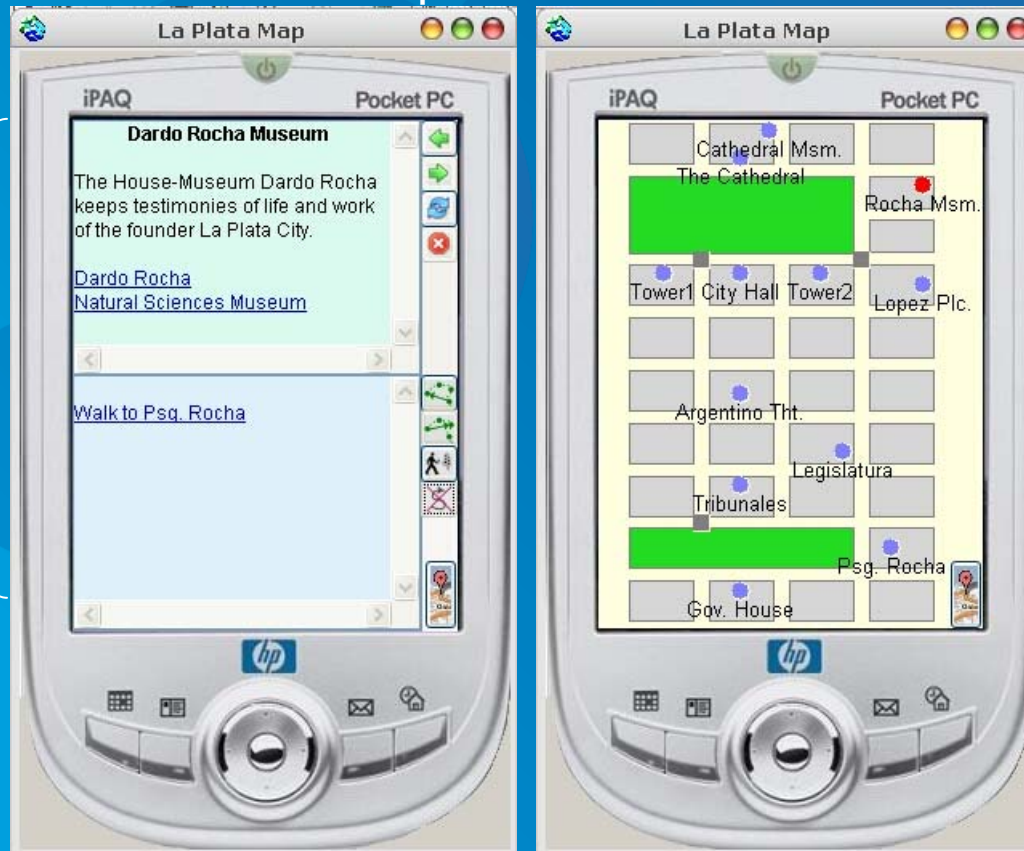 La Plata Map
iPAQ
Pocket PC
Dardo Rocha Museum
The House-Museum Dardo Rocha
keeps testimonies of life and work
of the founder La Plata City.
Dardo Rocha
Natural Sciences Museum
Walk to Psg. Rocha
hp
La Plata Map
iPAQ
Pocket PC
Cathedral Msm.
The Cathedral
Rocha Msm.
Tower1 City Hall Tower2
Lopez Plc.
Argentino Tht.
Legislatura
Tribunales
Psg. Rocha
Gov. House
hp